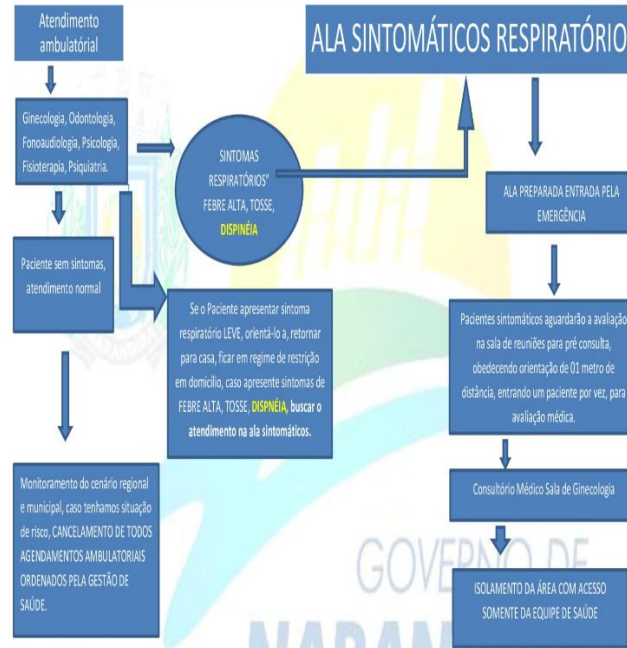 Atendimento
ambulatórial
ALA SINTOMÁTICOS RESPIRATÓRIO
Ginecologia, Odontologia,
Fonoaudiologia, Psicologia,
Fisioterapia, Psiquiatria.
SINTOMAS
RESPIRATÓRIOS"
FEBRE ALTA, TOSSE,
DISPINÉIA
ALA PREPARADA ENTRADA PELA
EMERGÊNCIA
Paciente sem sintomas,
atendimento normal
Se o Paciente apresentar sintoma
respiratório LEVE, orientá-lo a, retornar
para casa, ficar em regime de restrição
em domicilio, caso apresente sintomas de
FEBRE ALTA, TOSSE, DISPNÉIA, buscar o
atendimento na ala sintomáticos.
Pacientes sintomáticos aguardarão a avaliação
na sala de reuniões para pré consulta,
obedecendo orientação de 01 metro de
distância, entrando um paciente por vez, para
avaliação médica.
Monitoramento do cenário regional
e municipal, caso tenhamos situação
de risco, CANCELAMENTO DE TODOS
AGENDAMENTOS AMBULATORIAIS
ORDENADOS PELA GESTÃO DE
SAÚDE.
Consultório Médico Sala de Ginecologia
ISOLAMENTO DA ÁREA COM ACESSO
SOMENTE DA EQUIPE DE SAÚDE
GOVERNO DE